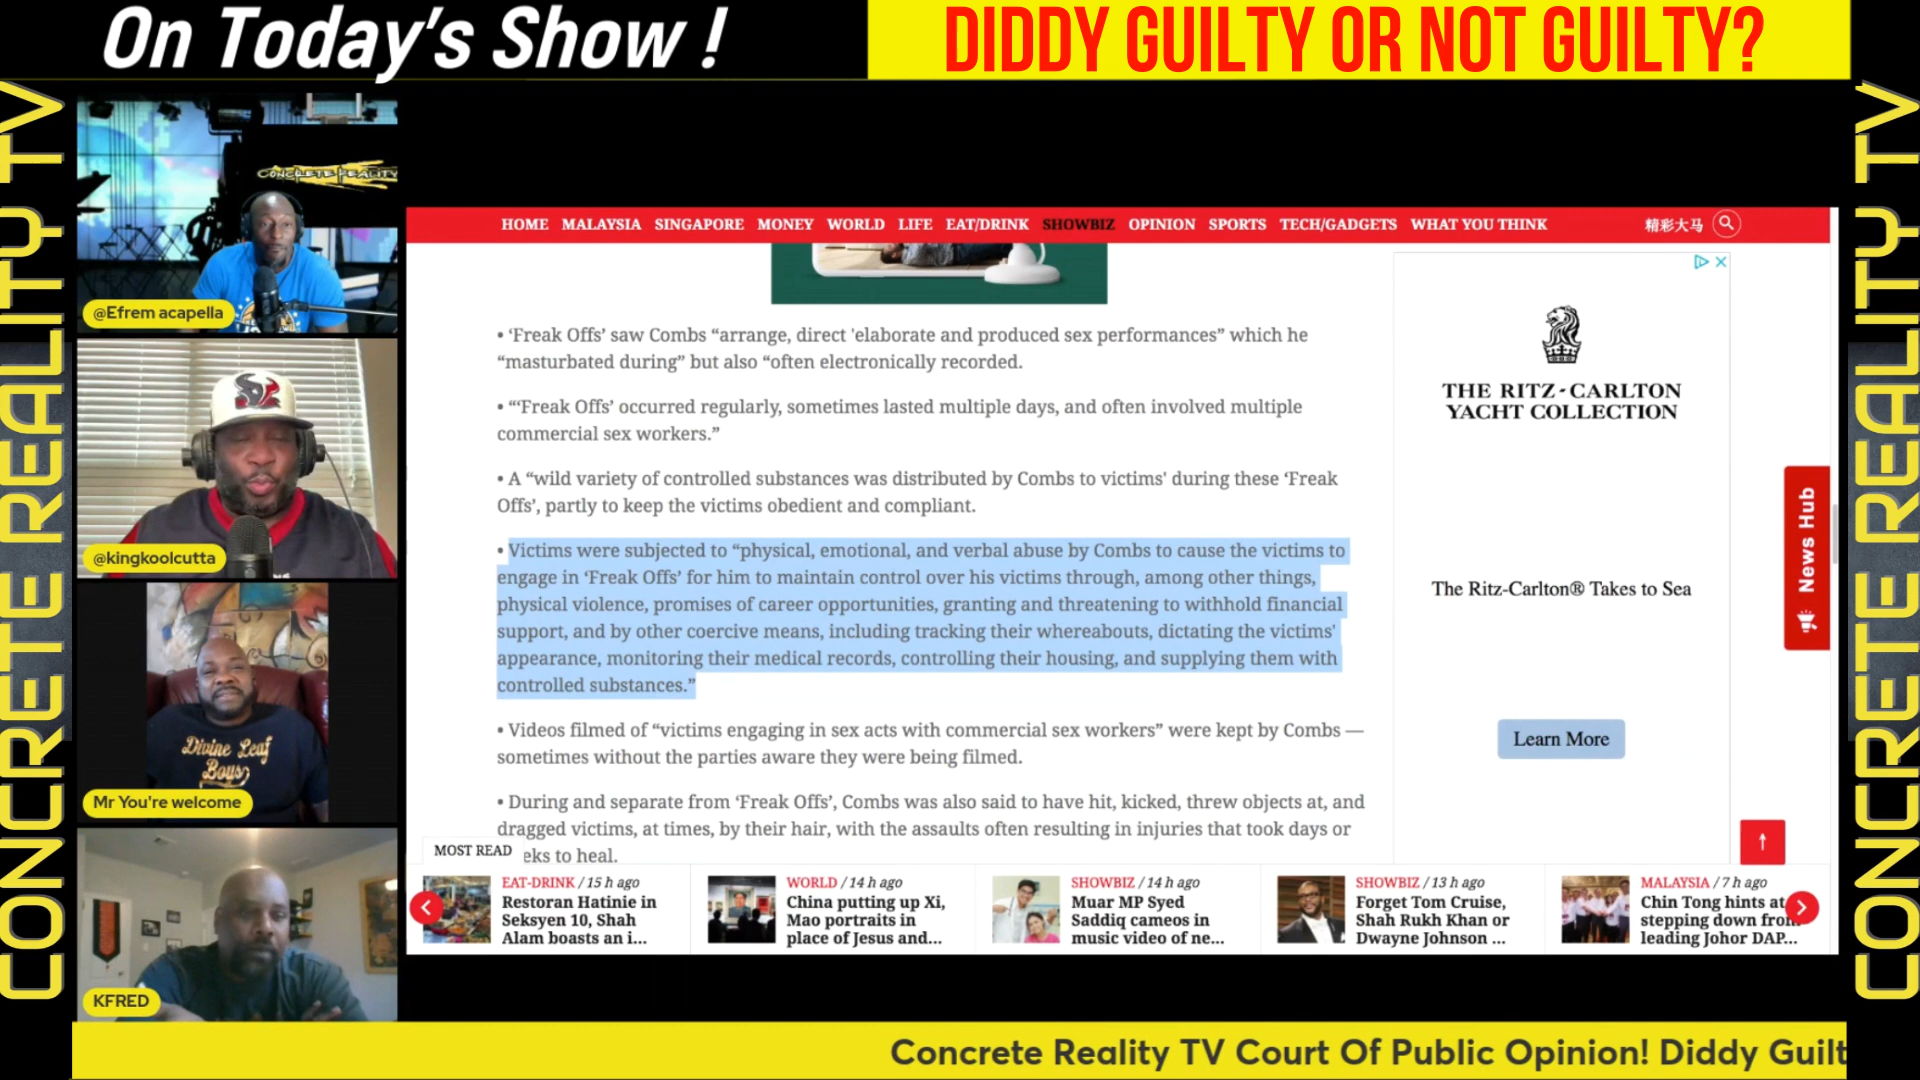 On Today's Show !
DIDDY GUILTY OR NOT GUILTY?
CONCRETE REALITY TV
CONCRETE REALITY TV
CONCRETE REALITY
@Efrem acapella
@kingkoolcutta
Divine Leaf
Boys
Mr You're welcome
KFRED
HOME MALAYSIA SINGAPORE MONEY WORLD LIFE EAT/DRINK SHOWBIZ OPINION SPORTS TECH/GADGETS WHAT YOU THINK 精彩大马
• ‘Freak Offs’ saw Combs “arrange, direct 'elaborate and produced sex performances” which he
“masturbated during” but also “often electronically recorded.
• “‘Freak Offs’ occurred regularly, sometimes lasted multiple days, and often involved multiple
commercial sex workers.”
• A “wild variety of controlled substances was distributed by Combs to victims' during these ‘Freak
Offs’, partly to keep the victims obedient and compliant.
• Victims were subjected to “physical, emotional, and verbal abuse by Combs to cause the victims to
engage in ‘Freak Offs’ for him to maintain control over his victims through, among other things,
physical violence, promises of career opportunities, granting and threatening to withhold financial
support, and by other coercive means, including tracking their whereabouts, dictating the victims'
appearance, monitoring their medical records, controlling their housing, and supplying them with
controlled substances.”
• Videos filmed of “victims engaging in sex acts with commercial sex workers” were kept by Combs —
sometimes without the parties aware they were being filmed.
• During and separate from ‘Freak Offs’, Combs was also said to have hit, kicked, threw objects at, and
dragged victims, at times, by their hair, with the assaults often resulting in injuries that took days or
eks to heal.
THE RITZ-CARLTON
YACHT COLLECTION
The Ritz-Carlton® Takes to Sea
Learn More
News Hub
MOST READ
EAT-DRINK / 15 h ago
Restoran Hatinie in
Seksyen 10, Shah
Alam boasts an i...
WORLD / 14 h ago
China putting up Xi,
Mao portraits in
place of Jesus and...
SHOWBIZ / 14 h ago
Muar MP Syed
Saddiq cameos in
music video of ne...
SHOWBIZ / 13 h ago
Forget Tom Cruise,
Shah Rukh Khan or
Dwayne Johnson ...
MALAYSIA / 7 h ago
Chin Tong hints at
stepping down from
leading Johor DAP...
Concrete Reality TV Court Of Public Opinion! Diddy Guilt